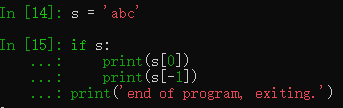 In [14]: s = 'abc'
In [15]: if s:
    ...:     print(s[0])
    ...:     print(s[-1])
    ...: print('end of program, exiting.')